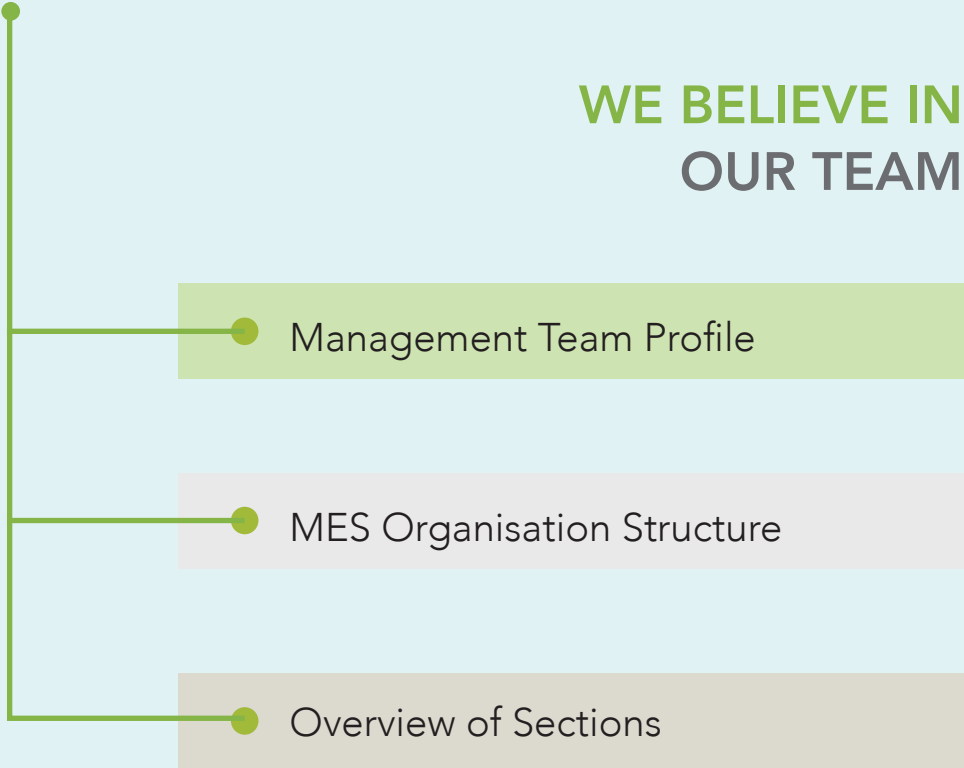 WE BELIEVE IN
OUR TEAM
Management Team Profile
MES Organisation Structure
Overview of Sections